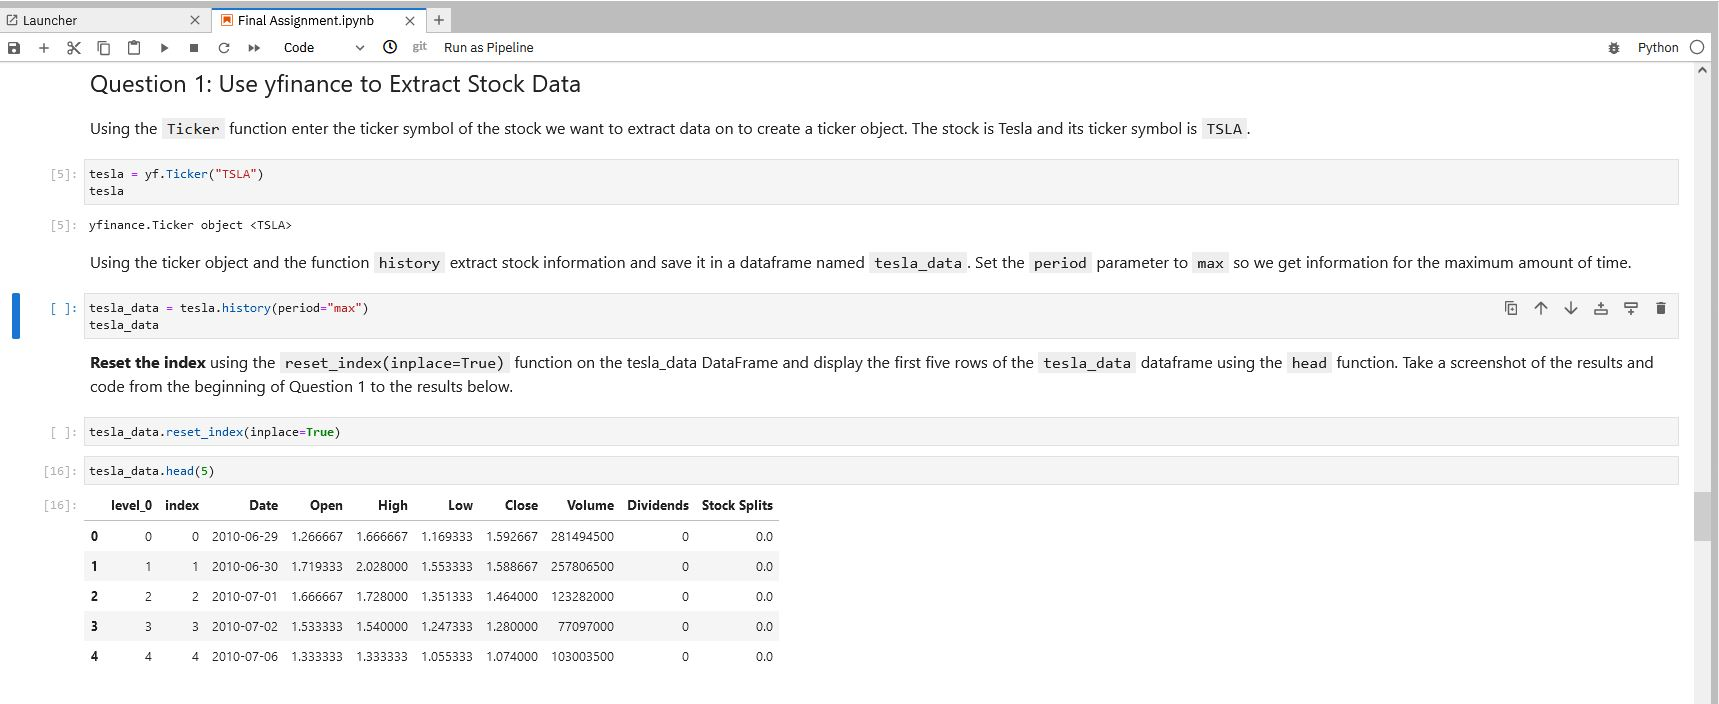 Launcher
Final Assignment.ipynb
Code
git
Run as Pipeline
Python
Question 1: Use yfinance to Extract Stock Data
Using the Ticker function enter the ticker symbol of the stock we want to extract data on to create a ticker object. The stock is Tesla and its ticker symbol is TSLA.
[5]: tesla = yf.Ticker("TSLA")
tesla
[5]: yfinance.Ticker object <TSLA>
Using the ticker object and the function history extract stock information and save it in a dataframe named tesla_data. Set the period parameter to max so we get information for the maximum amount of time.
[ ]: tesla_data = tesla.history(period="max")
tesla_data
Reset the index using the reset_index(inplace=True) function on the tesla_data DataFrame and display the first five rows of the tesla_data dataframe using the head function. Take a screenshot of the results and
code from the beginning of Question 1 to the results below.
[ ]: tesla_data.reset_index(inplace=True)
[16]: tesla_data.head(5)
[16]: level_0 index Date Open High Low Close Volume Dividends Stock Splits
0 0 0 2010-06-29 1.266667 1.666667 1.169333 1.592667 281494500 0 0.0
1 1 1 2010-06-30 1.719333 2.028000 1.553333 1.588667 257806500 0 0.0
2 2 2 2010-07-01 1.666667 1.728000 1.351333 1.464000 123282000 0 0.0
3 3 3 2010-07-02 1.533333 1.540000 1.247333 1.280000 77097000 0 0.0
4 4 4 2010-07-06 1.333333 1.333333 1.055333 1.074000 103003500 0 0.0